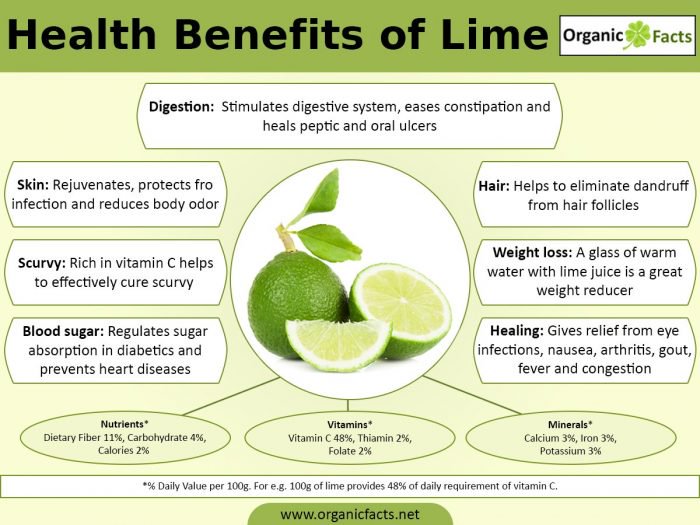 Health Benefits of Lime
Organic Facts
Digestion: Stimulates digestive system, eases constipation and
heals peptic and oral ulcers
Skin: Rejuvenates, protects fro
infection and reduces body odor
Hair: Helps to eliminate dandruff
from hair follicles
Scurvy: Rich in vitamin C helps
to effectively cure scurvy
Weight loss: A glass of warm
water with lime juice is a great
weight reducer
Blood sugar: Regulates sugar
absorption in diabetics and
prevents heart diseases
Healing: Gives relief from eye
infections, nausea, arthritis, gout,
fever and congestion
Nutrients*
Dietary Fiber 11%, Carbohydrate 4%,
Calories 2%
Vitamins*
Vitamin C 48%, Thiamin 2%,
Folate 2%
Minerals*
Calcium 3%, Iron 3%,
Potassium 3%
*% Daily Value per 100g. For e.g. 100g of lime provides 48% of daily requirement of vitamin C.
www.organicfacts.net